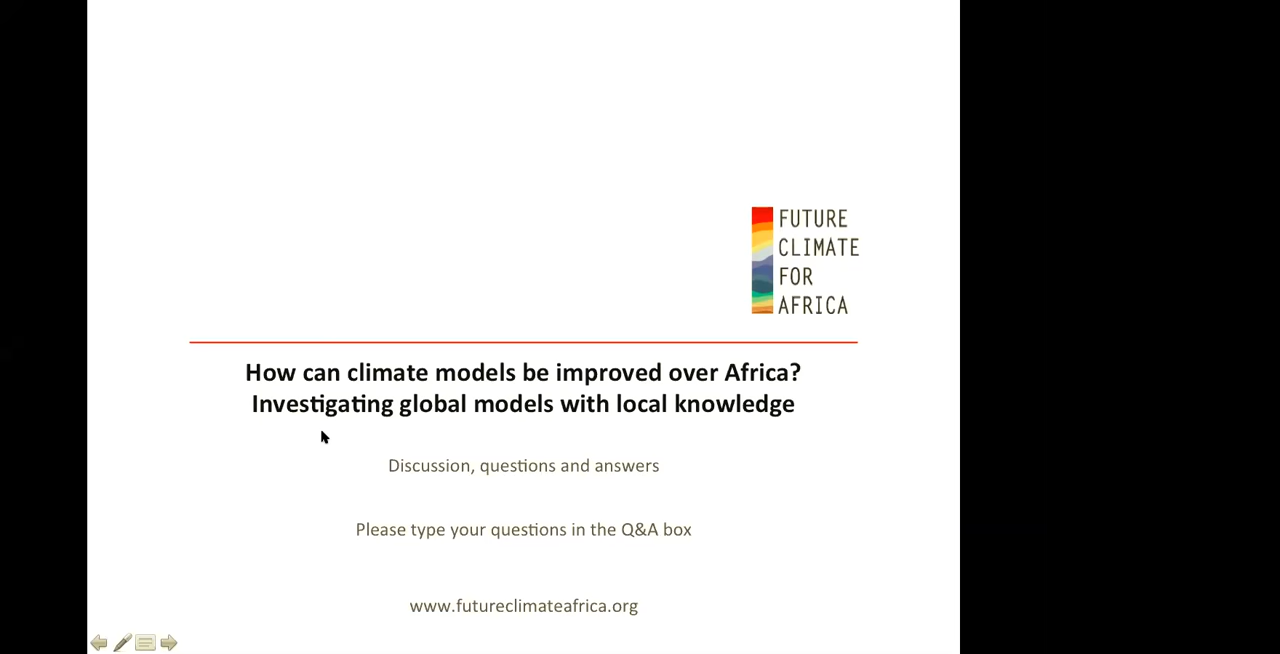 FUTURE
CLIMATE
FOR
AFRICA
How can climate models be improved over Africa?
Investigating global models with local knowledge
Discussion, questions and answers
Please type your questions in the Q&A box
www.futureclimateafrica.org